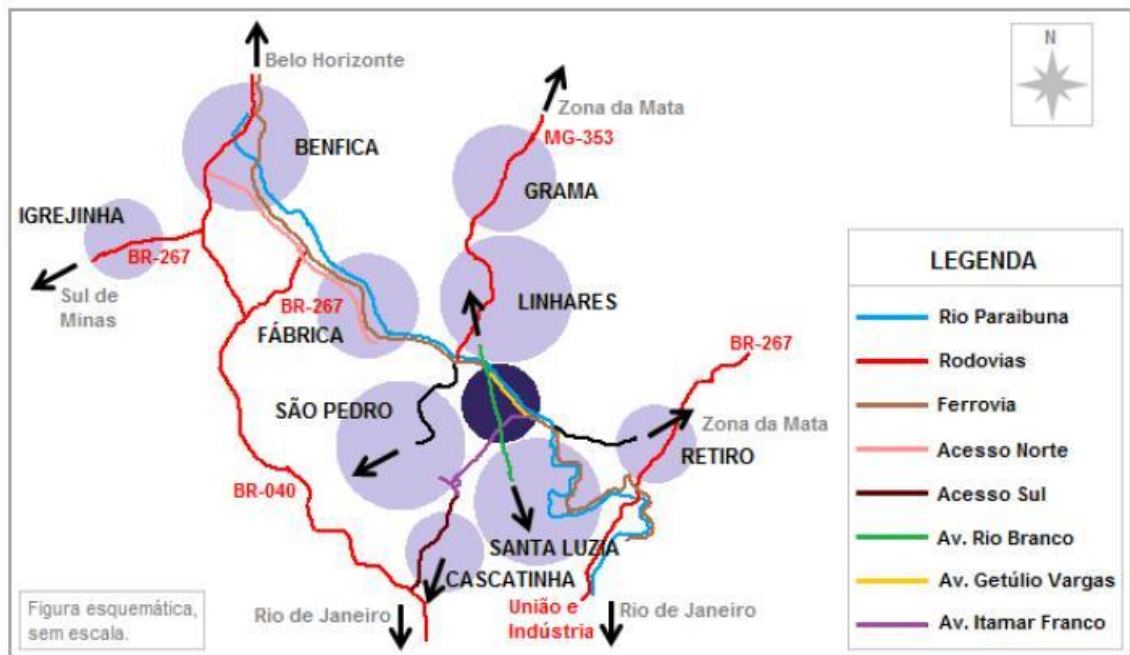 Belo Horizonte
N
Zona da Mata
MG-353
BENFICA
GRAMA
IGREJINHA
BR-267
Sul de
Minas
BR-267
FÁBRICA
LINHARES
BR-267
SÃO PEDRO
Zona da Mata
RETIRO
BR-040
SANTA LUZIA
CASCATINHA
Rio de Janeiro
União e
Indústria
Rio de Janeiro
Figura esquemática,
sem escala.
LEGENDA
Rio Paraibuna
Rodovias
Ferrovia
Acesso Norte
Acesso Sul
Av. Rio Branco
Av. Getúlio Vargas
Av. Itamar Franco